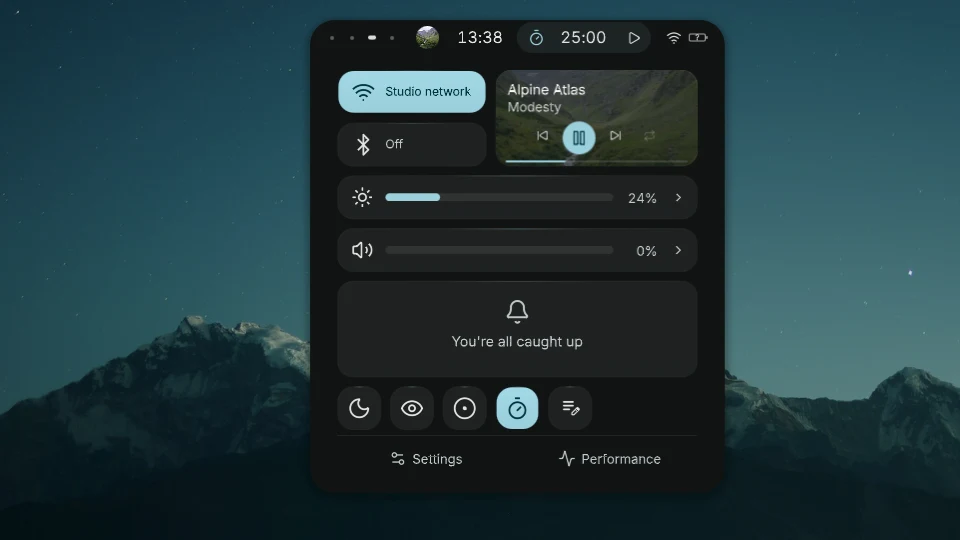 13:38
25:00
Studio network
Alpine Atlas
Modesty
Off
24%
0%
You're all caught up
Settings
Performance